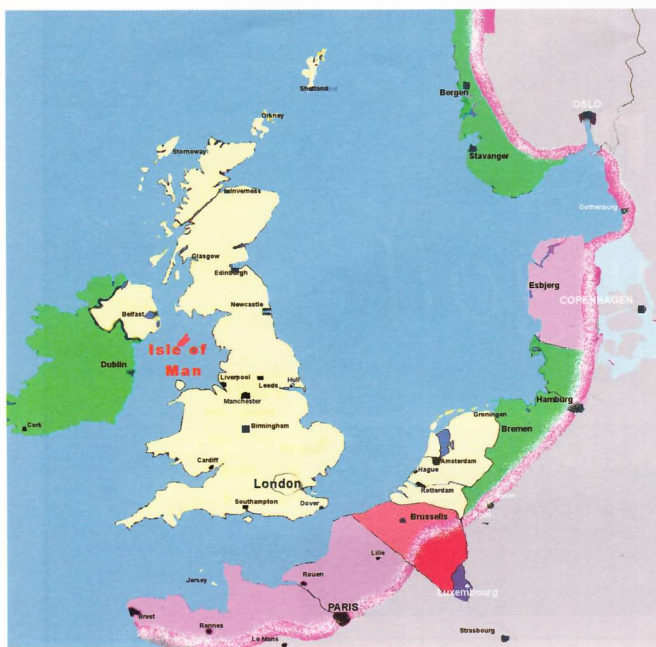 Bergen
OSLO
Shetland
Orkney
Stavanger
Stornoway
Inverness
Gothenburg
Glasgow
Edinburgh
Esbjerg
COPENHAGEN
Newcastle
Belfast
Isle of
Man
Dublin
Liverpool
Leeds
Hull
Manchester
Hamburg
Groningen
Cork
Birmingham
Bremen
Cardiff
Amsterdam
Hague
London
Rotterdam
Southampton
Dover
Brussells
Lille
Jersey
Rouen
Luxembourg
PARIS
Brest
Rennes
Le Mans
Strasbourg